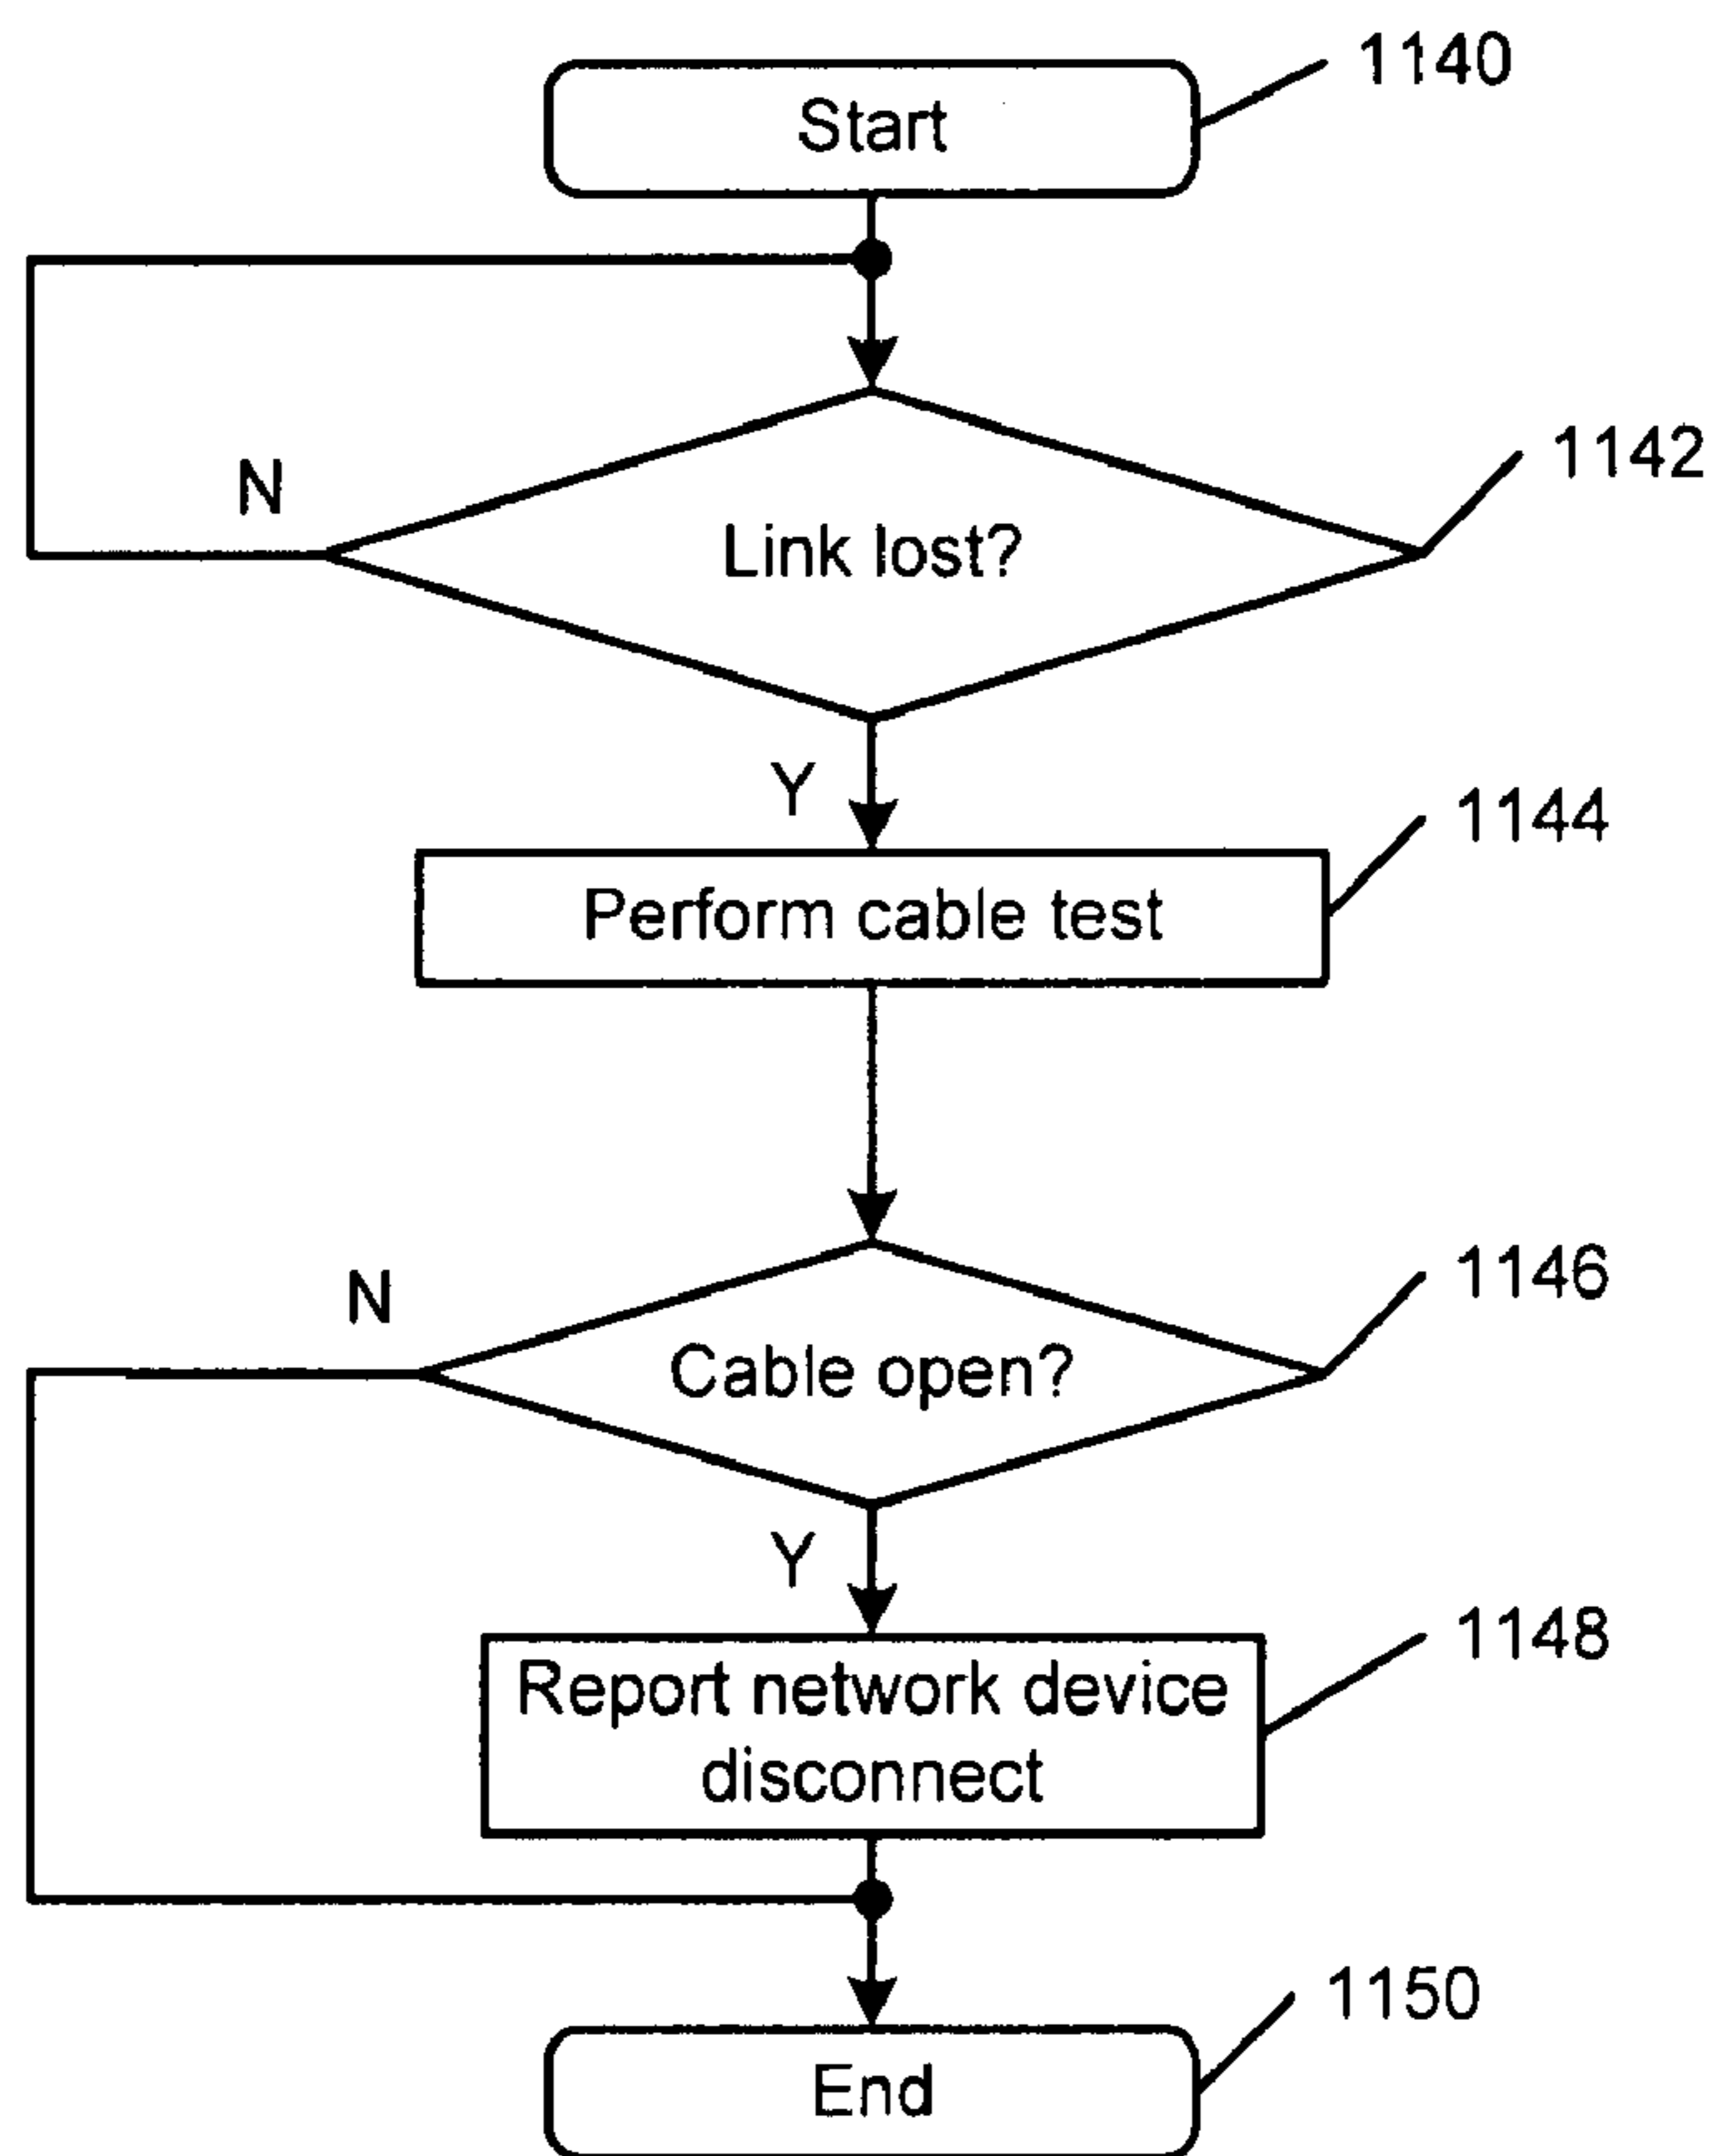 1140
Start
1142
N
Link lost?
Y
1144
Perform cable test
1146
N
Cable open?
Y
1148
Report network device
disconnect
1150
End